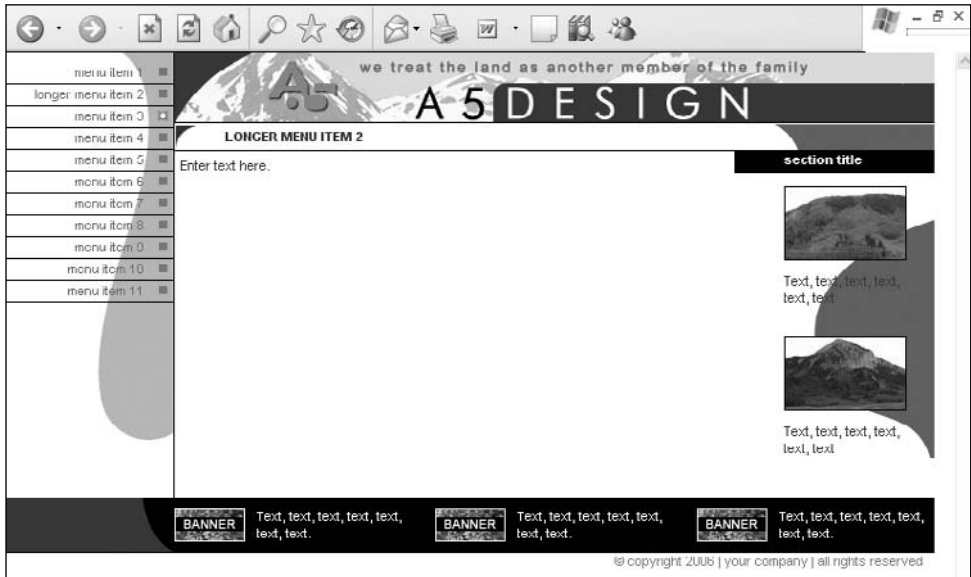 we treat the land as another member of the family
A5 DESIGN
menu item 1
longer menu item 2
menu item 3
menu item 4
menu item 5
menu item 6
menu item 7
menu item 8
menu item 9
menu item 10
menu item 11
LONGER MENU ITEM 2
Enter text here.
section title
Text, text, text, text,
text, text
Text, text, text, text,
text, text
BANNER
Text, text, text, text, text,
text, text.
BANNER
Text, text, text, text, text,
text, text.
BANNER
Text, text, text, text, text,
text, text.
© copyright 2006 | your company | all rights reserved